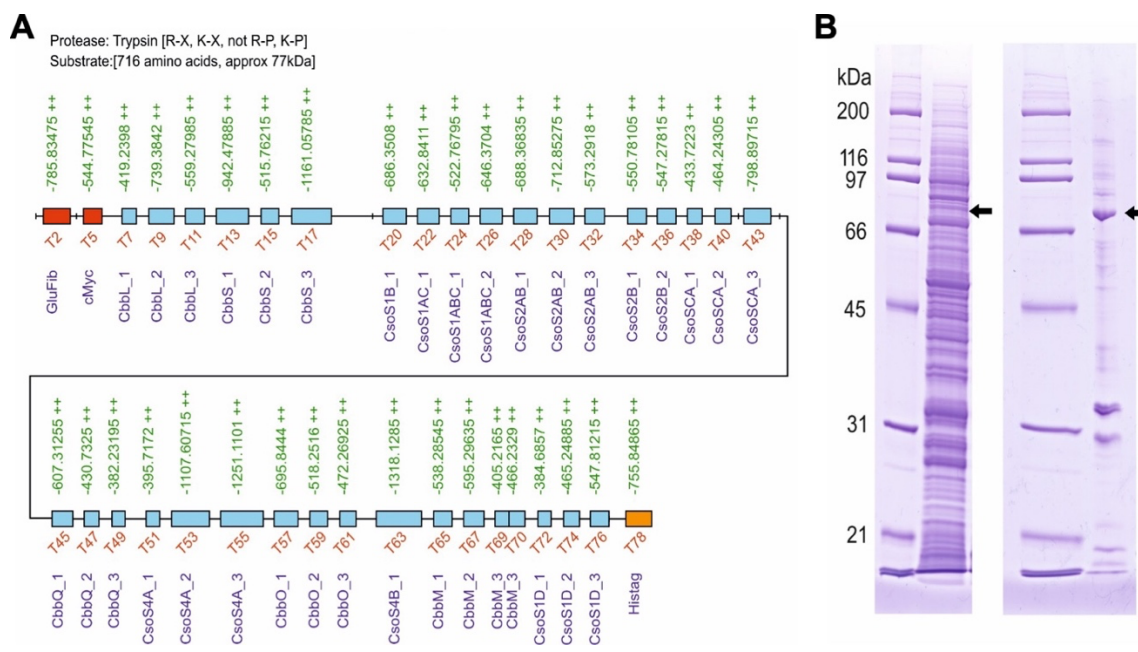 A
Protease: Trypsin [R-X, K-X, not R-P, K-P]
Substrate:[716 amino acids, approx 77kDa]
-785.83475 ++
-544.77545 ++
-419.2398 ++
-739.3842 ++
-559.27985 ++
-942.47885 ++
-515.76215 ++
-1161.05785 ++
-686.3508 ++
-632.8411 ++
-522.76795 ++
-646.3704 ++
-688.36835 ++
-712.85275 ++
-573.2918 ++
-550.78105 ++
-547.27815 ++
-433.7223 ++
-464.24305 ++
-798.89715 ++
T2
T5
T7
T9
T11
T13
T15
T17
T20
T22
T24
T26
T28
T30
T32
T34
T36
T38
T40
T43
GluFib
cMyc
CbbL_1
CbbL_2
CbbL_3
CbbS_1
CbbS_2
CbbS_3
CsoS1B_1
CsoS1AC_1
CsoS1ABC_1
CsoS1ABC_2
CsoS2AB_1
CsoS2AB_2
CsoS2AB_3
CsoS2B_1
CsoS2B_2
CsoSCA_1
CsoSCA_2
CsoSCA_3
-607.31255 ++
-430.7325 ++
-382.23195 ++
-395.7172 ++
-1107.60715 ++
-1251.1101 ++
-695.8444 ++
-518.2516 ++
-472.26925 ++
-1318.1285 ++
-538.28545 ++
-595.29635 ++
-405.2165 ++
-466.2329 ++
-384.6857 ++
-465.24885 ++
-547.81215 ++
-755.84865 ++
T45
T47
T49
T51
T53
T55
T57
T59
T61
T63
T65
T67
T69
T70
T72
T74
T76
T78
CbbQ_1
CbbQ_2
CbbQ_3
CsoS4A_1
CsoS4A_2
CsoS4A_3
CbbO_1
CbbO_2
CbbO_3
CsoS4B_1
CbbM_1
CbbM_2
CbbM_3
CbbM_3
CsoS1D_1
CsoS1D_2
CsoS1D_3
Histag
B
kDa
200
116
97
66
45
31
21